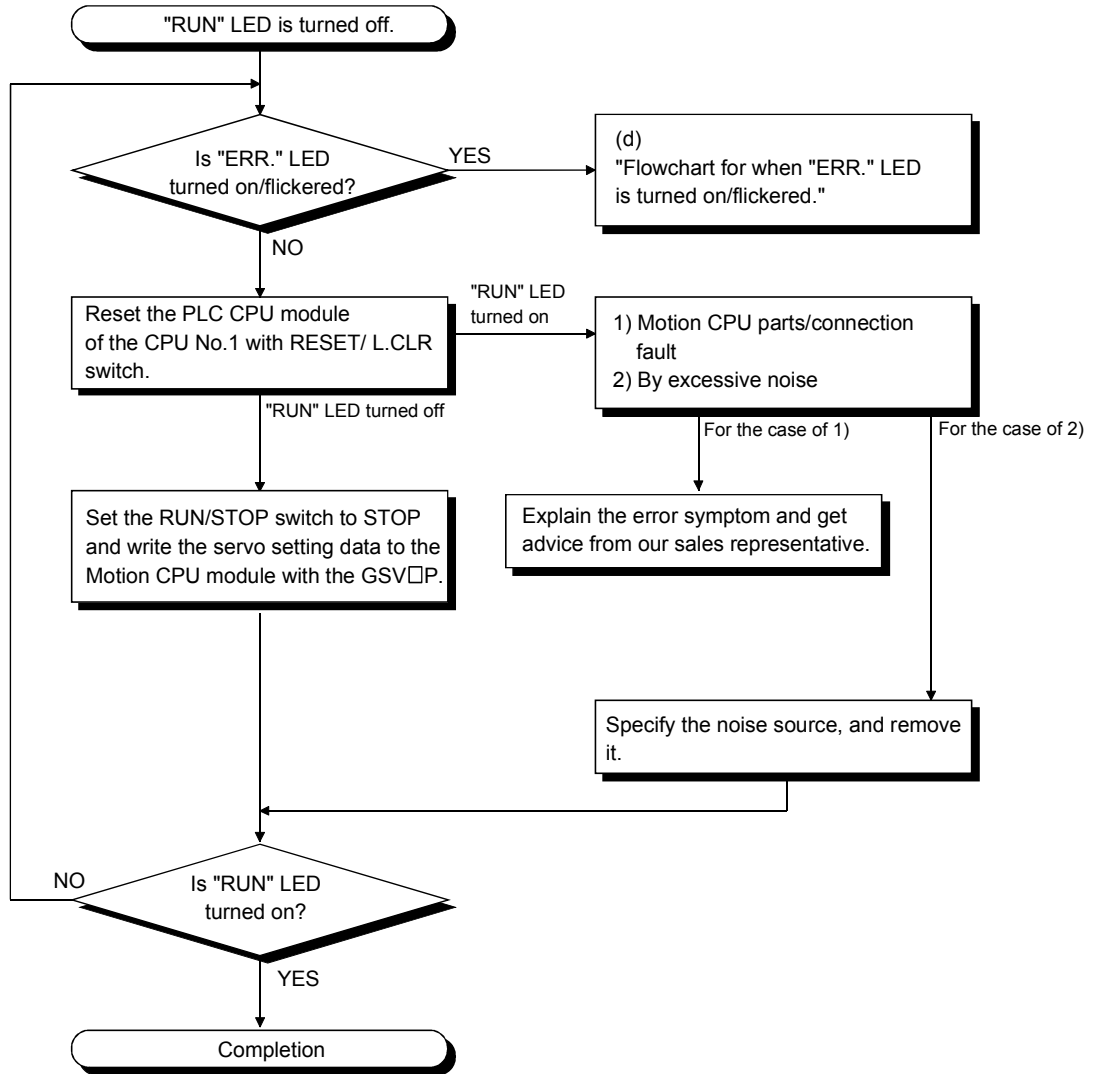 "RUN" LED is turned off.
Is "ERR." LED
turned on/flickered?
YES
(d)
"Flowchart for when "ERR." LED
is turned on/flickered."
NO
Reset the PLC CPU module
of the CPU No.1 with RESET/ L.CLR
switch.
"RUN" LED
turned on
1) Motion CPU parts/connection
fault
2) By excessive noise
"RUN" LED turned off
For the case of 1)
For the case of 2)
Set the RUN/STOP switch to STOP
and write the servo setting data to the
Motion CPU module with the GSV□P.
Explain the error symptom and get
advice from our sales representative.
Specify the noise source, and remove
it.
NO
Is "RUN" LED
turned on?
YES
Completion